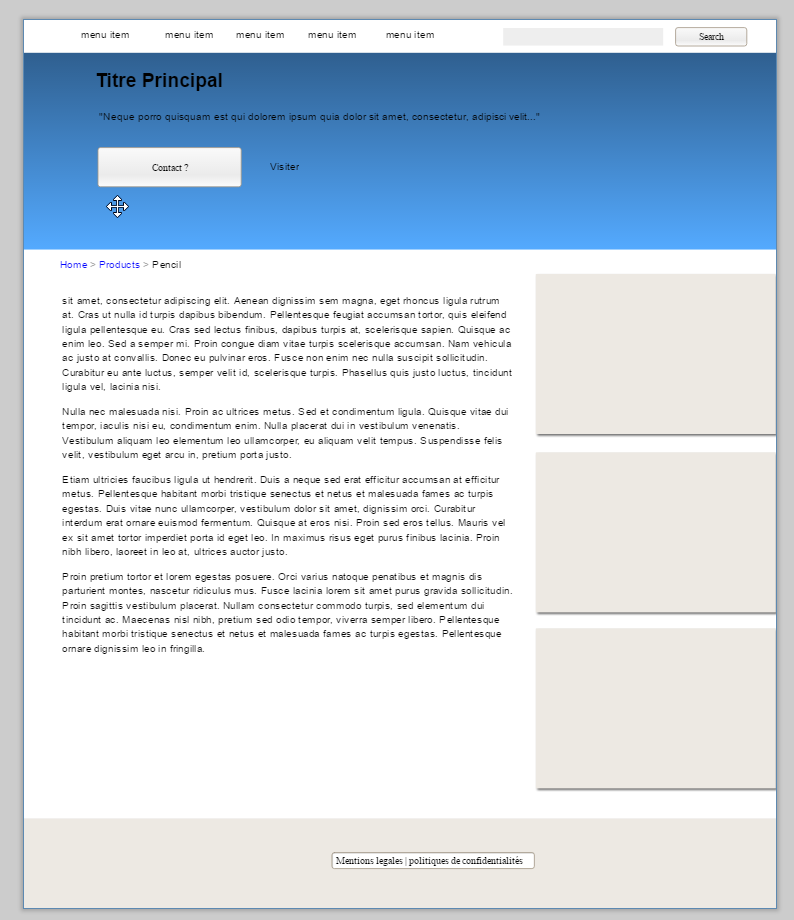 menu item menu item menu item menu item menu item Search
Titre Principal
"Neque porro quisquam est qui dolorem ipsum quia dolor sit amet, consectetur, adipisci velit..."
Contact ? Visiter
Home > Products > Pencil
sit amet, consectetur adipiscing elit. Aenean dignissim sem magna, eget rhoncus ligula rutrum
at. Cras ut nulla id turpis dapibus bibendum. Pellentesque feugiat accumsan tortor, quis eleifend
ligula pellentesque eu. Cras sed lectus finibus, dapibus turpis at, scelerisque sapien. Quisque ac
enim leo. Sed a semper mi. Proin congue diam vitae turpis scelerisque accumsan. Nam vehicula
ac justo at convallis. Donec eu pulvinar eros. Fusce non enim nec nulla suscipit sollicitudin.
Curabitur eu ante luctus, semper velit id, scelerisque turpis. Phasellus quis justo luctus, tincidunt
ligula vel, lacinia nisi.
Nulla nec malesuada nisi. Proin ac ultrices metus. Sed et condimentum ligula. Quisque vitae dui
tempor, iaculis nisi eu, condimentum enim. Nulla placerat dui in vestibulum venenatis.
Vestibulum aliquam leo elementum leo ullamcorper, eu aliquam velit tempus. Suspendisse felis
velit, vestibulum eget arcu in, pretium porta justo.
Etiam ultricies faucibus ligula ut hendrerit. Duis a neque sed erat efficitur accumsan at efficitur
metus. Pellentesque habitant morbi tristique senectus et netus et malesuada fames ac turpis
egestas. Duis vitae nunc ullamcorper, vestibulum dolor sit amet, dignissim orci. Curabitur
interdum erat ornare euismod fermentum. Quisque at eros nisi. Proin sed eros tellus. Mauris vel
ex sit amet tortor imperdiet porta id eget leo. In maximus risus eget purus finibus lacinia. Proin
nibh libero, laoreet in leo at, ultrices auctor justo.
Proin pretium tortor et lorem egestas posuere. Orci varius natoque penatibus et magnis dis
parturient montes, nascetur ridiculus mus. Fusce lacinia lorem sit amet purus gravida sollicitudin.
Proin sagittis vestibulum placerat. Nullam consectetur commodo turpis, sed elementum dui
tincidunt ac. Maecenas nisl nibh, pretium sed odio tempor, viverra semper libero. Pellentesque
habitant morbi tristique senectus et netus et malesuada fames ac turpis egestas. Pellentesque
ornare dignissim leo in fringilla.
Mentions legales | politiques de confidentialités